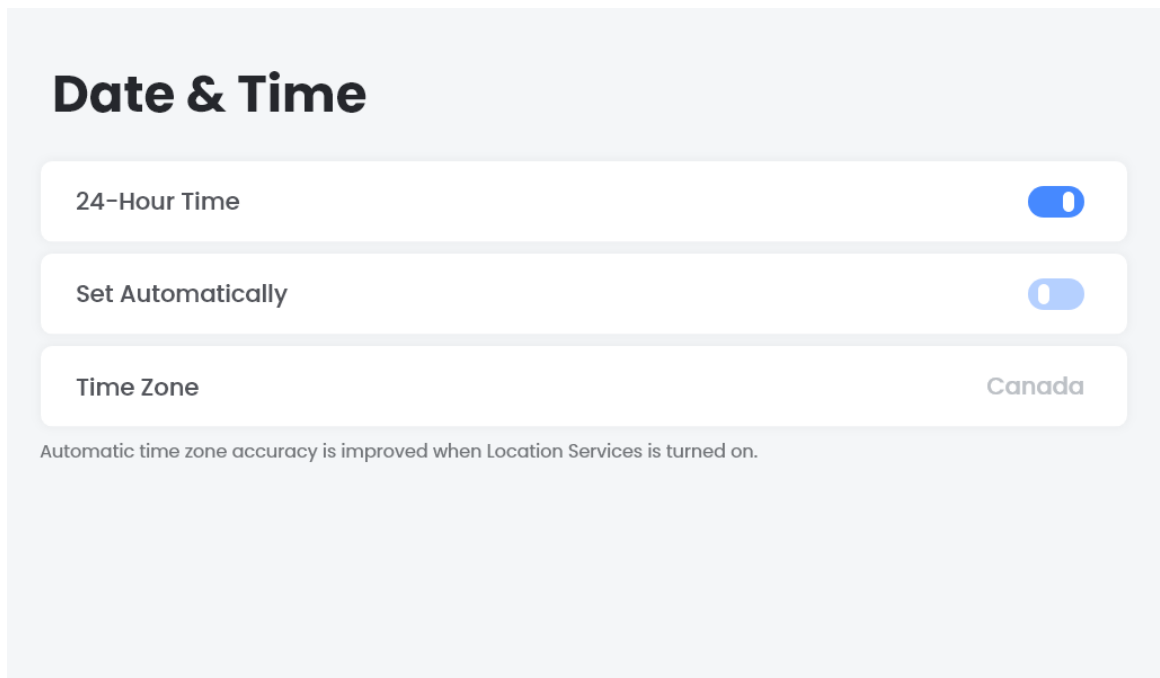 Date & Time
24-Hour Time
Set Automatically
Time Zone Canada
Automatic time zone accuracy is improved when Location Services is turned on.